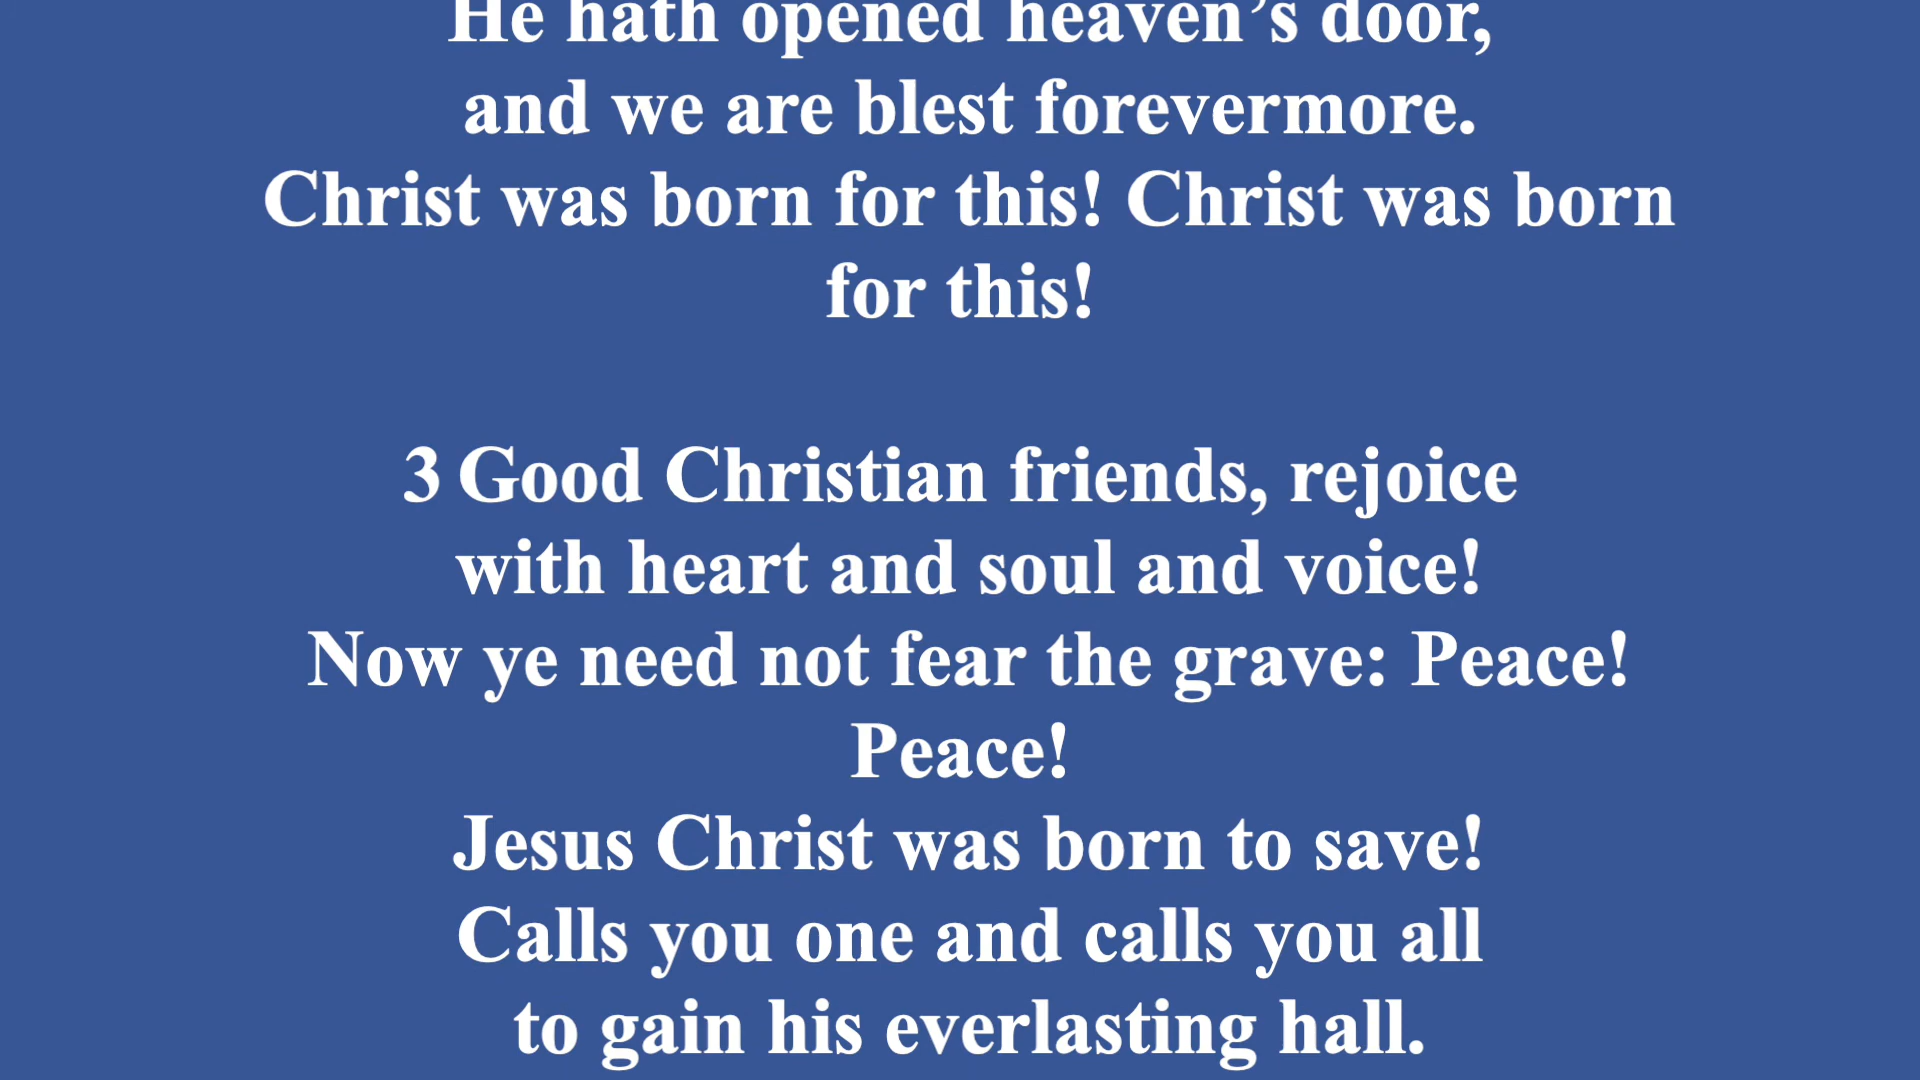 He hath opened heaven’s door,
and we are blest forevermore.
Christ was born for this! Christ was born
for this!
3 Good Christian friends, rejoice
with heart and soul and voice!
Now ye need not fear the grave: Peace!
Peace!
Jesus Christ was born to save!
Calls you one and calls you all
to gain his everlasting hall.